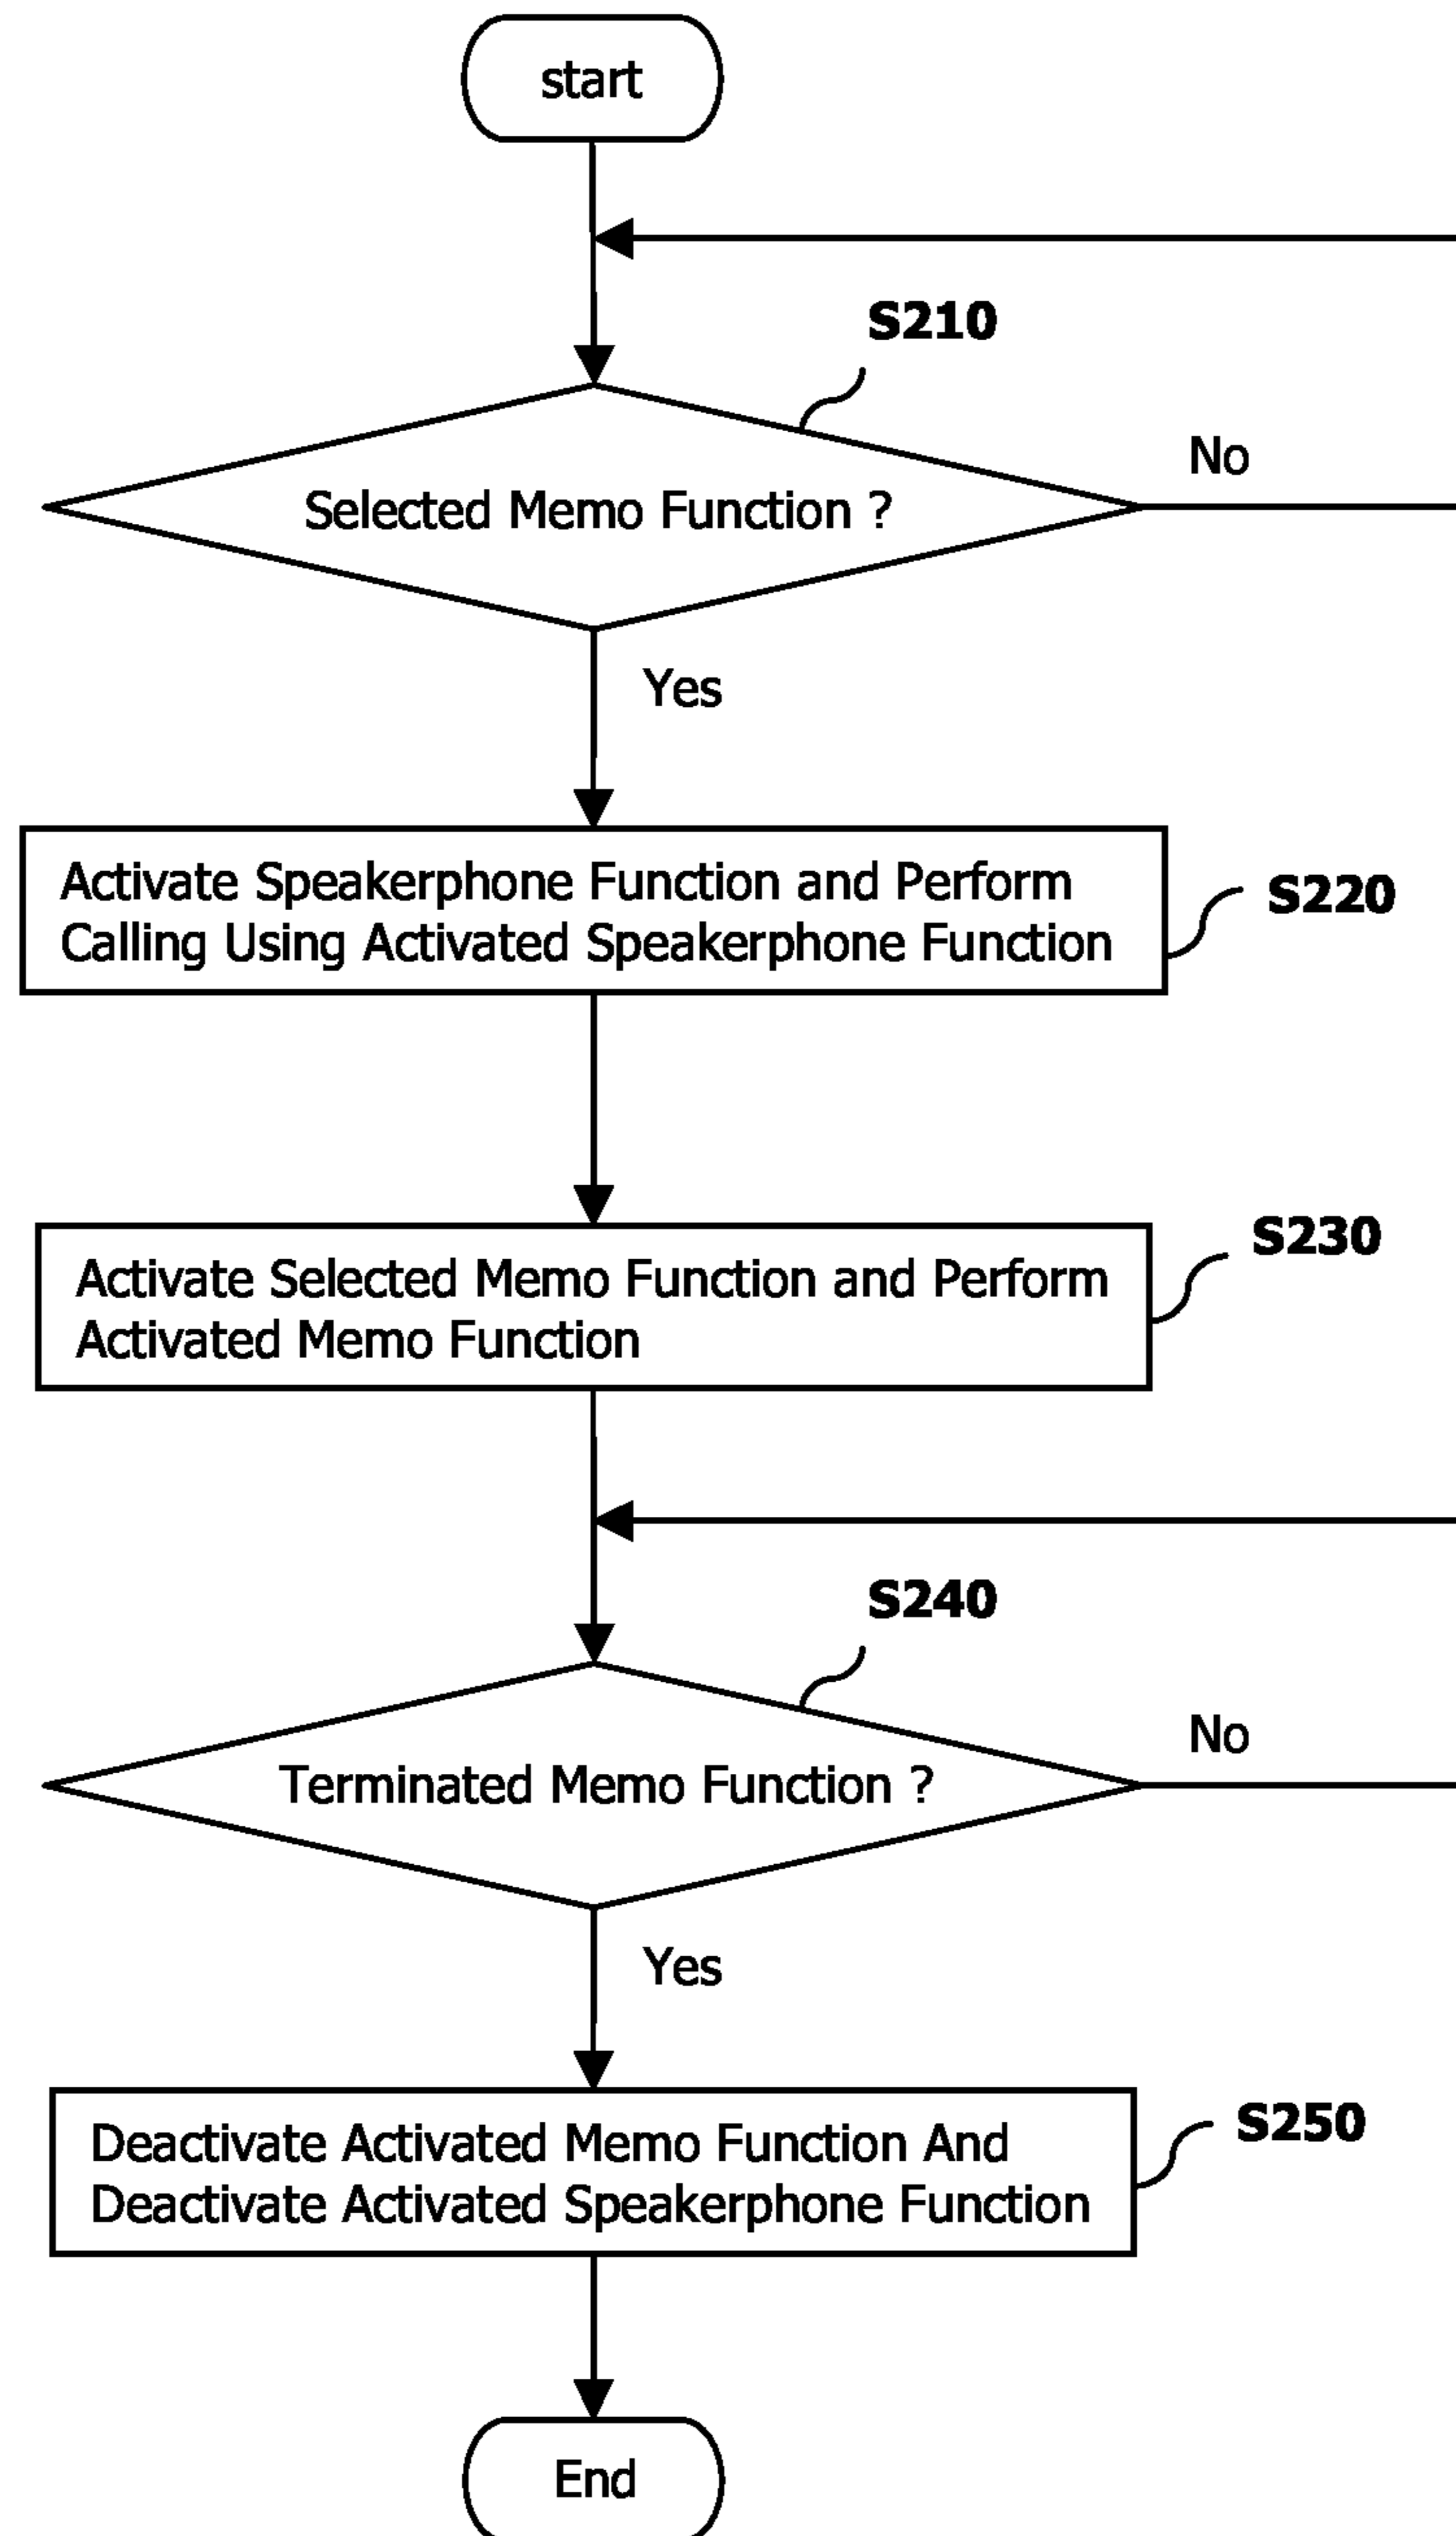 start
S210
No
Selected Memo Function ?
Yes
Activate Speakerphone Function and Perform
Calling Using Activated Speakerphone Function
S220
Activate Selected Memo Function and Perform
Activated Memo Function
S230
S240
No
Terminated Memo Function ?
Yes
Deactivate Activated Memo Function And
Deactivate Activated Speakerphone Function
S250
End